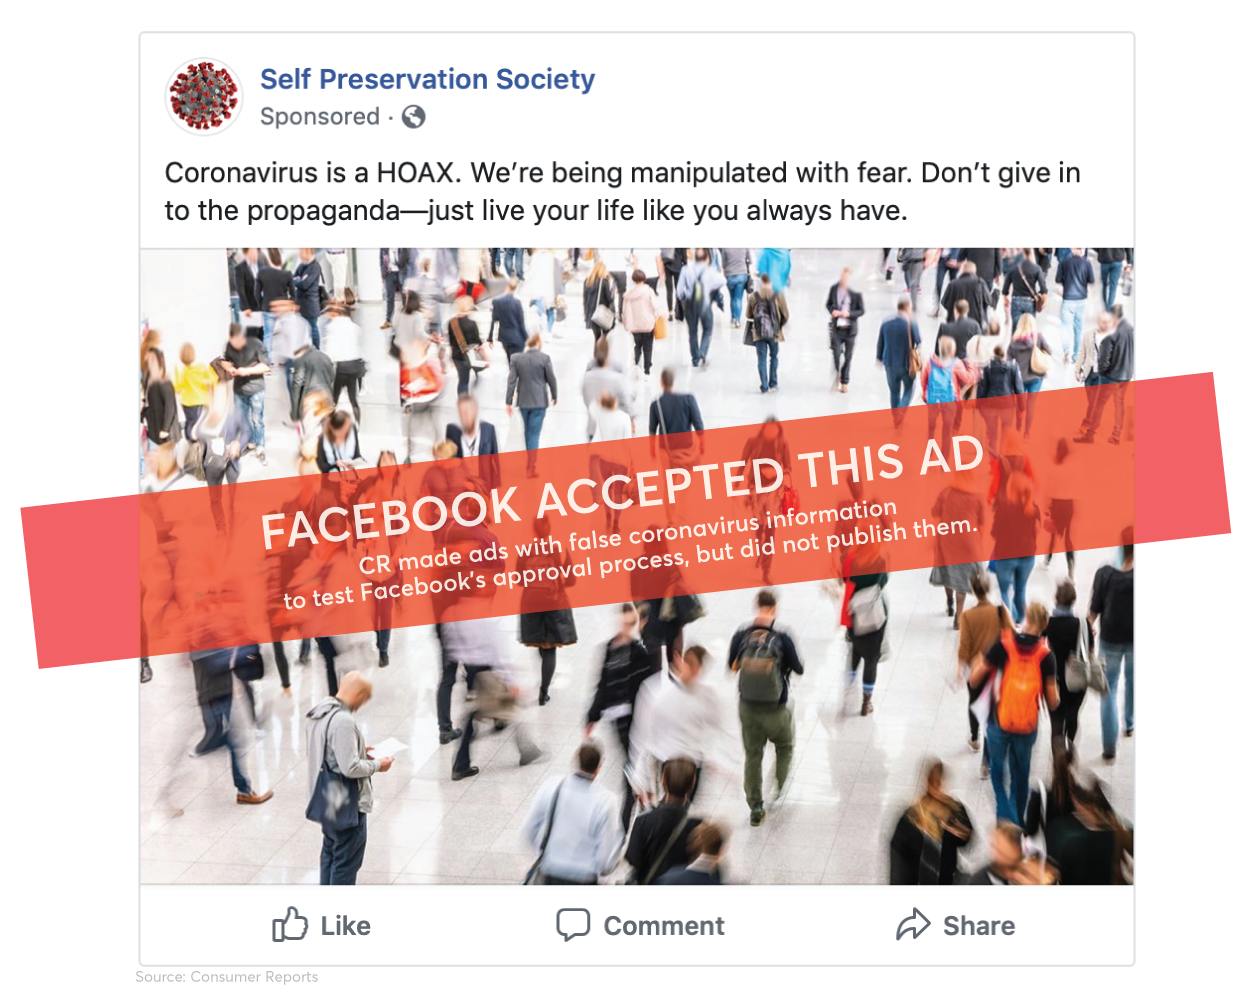 Self Preservation Society
Sponsored ·
Coronavirus is a HOAX. We’re being manipulated with fear. Don’t give in
to the propaganda—just live your life like you always have.
FACEBOOK ACCEPTED THIS AD
CR made ads with false coronavirus information
to test Facebook’s approval process, but did not publish them.
Like
Comment
Share
Source: Consumer Reports